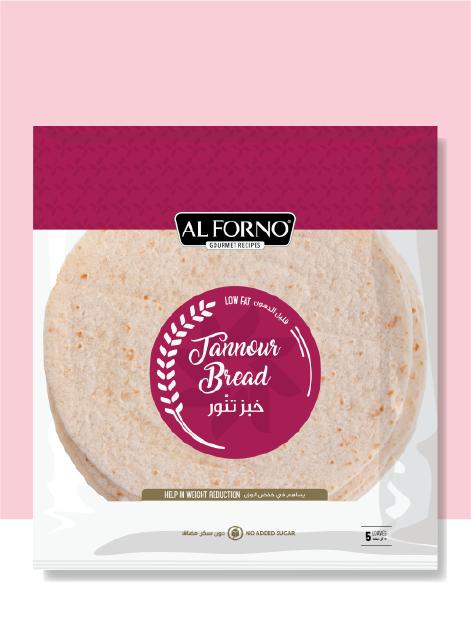 AL FORNO®
GOURMET RECIPES
LOW FAT قليل الدسون
Tannour
Bread
خبز تنور
HELP IN WEIGHT REDUCTION يساهم في خفض الوزن
دون سكر مضاف NO ADDED SUGAR
5 LOAVES